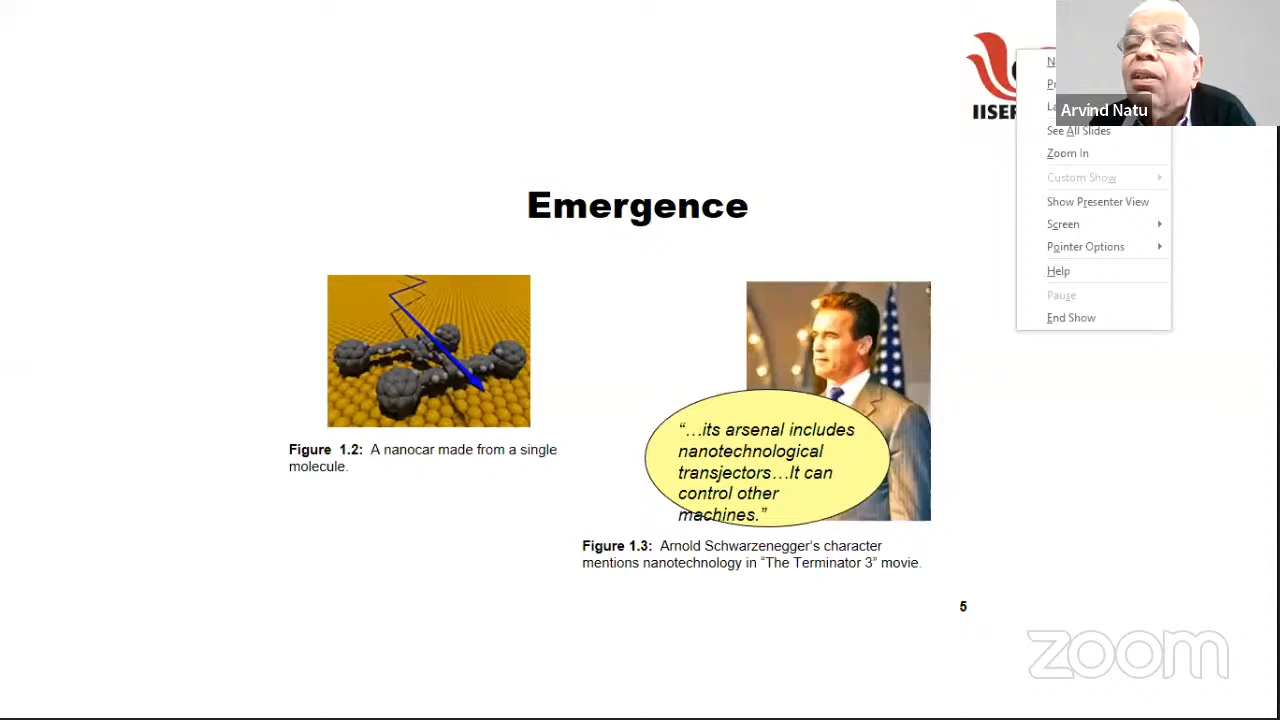 IISER
Arvind Natu
See All Slides
Zoom In
Custom Show
Show Presenter View
Screen
Pointer Options
Help
Pause
End Show
Emergence
Figure 1.2: A nanocar made from a single
molecule.
“…its arsenal includes
nanotechnological
transjectors…It can
control other
machines.”
Figure 1.3: Arnold Schwarzenegger’s character
mentions nanotechnology in “The Terminator 3” movie.
5
zoom